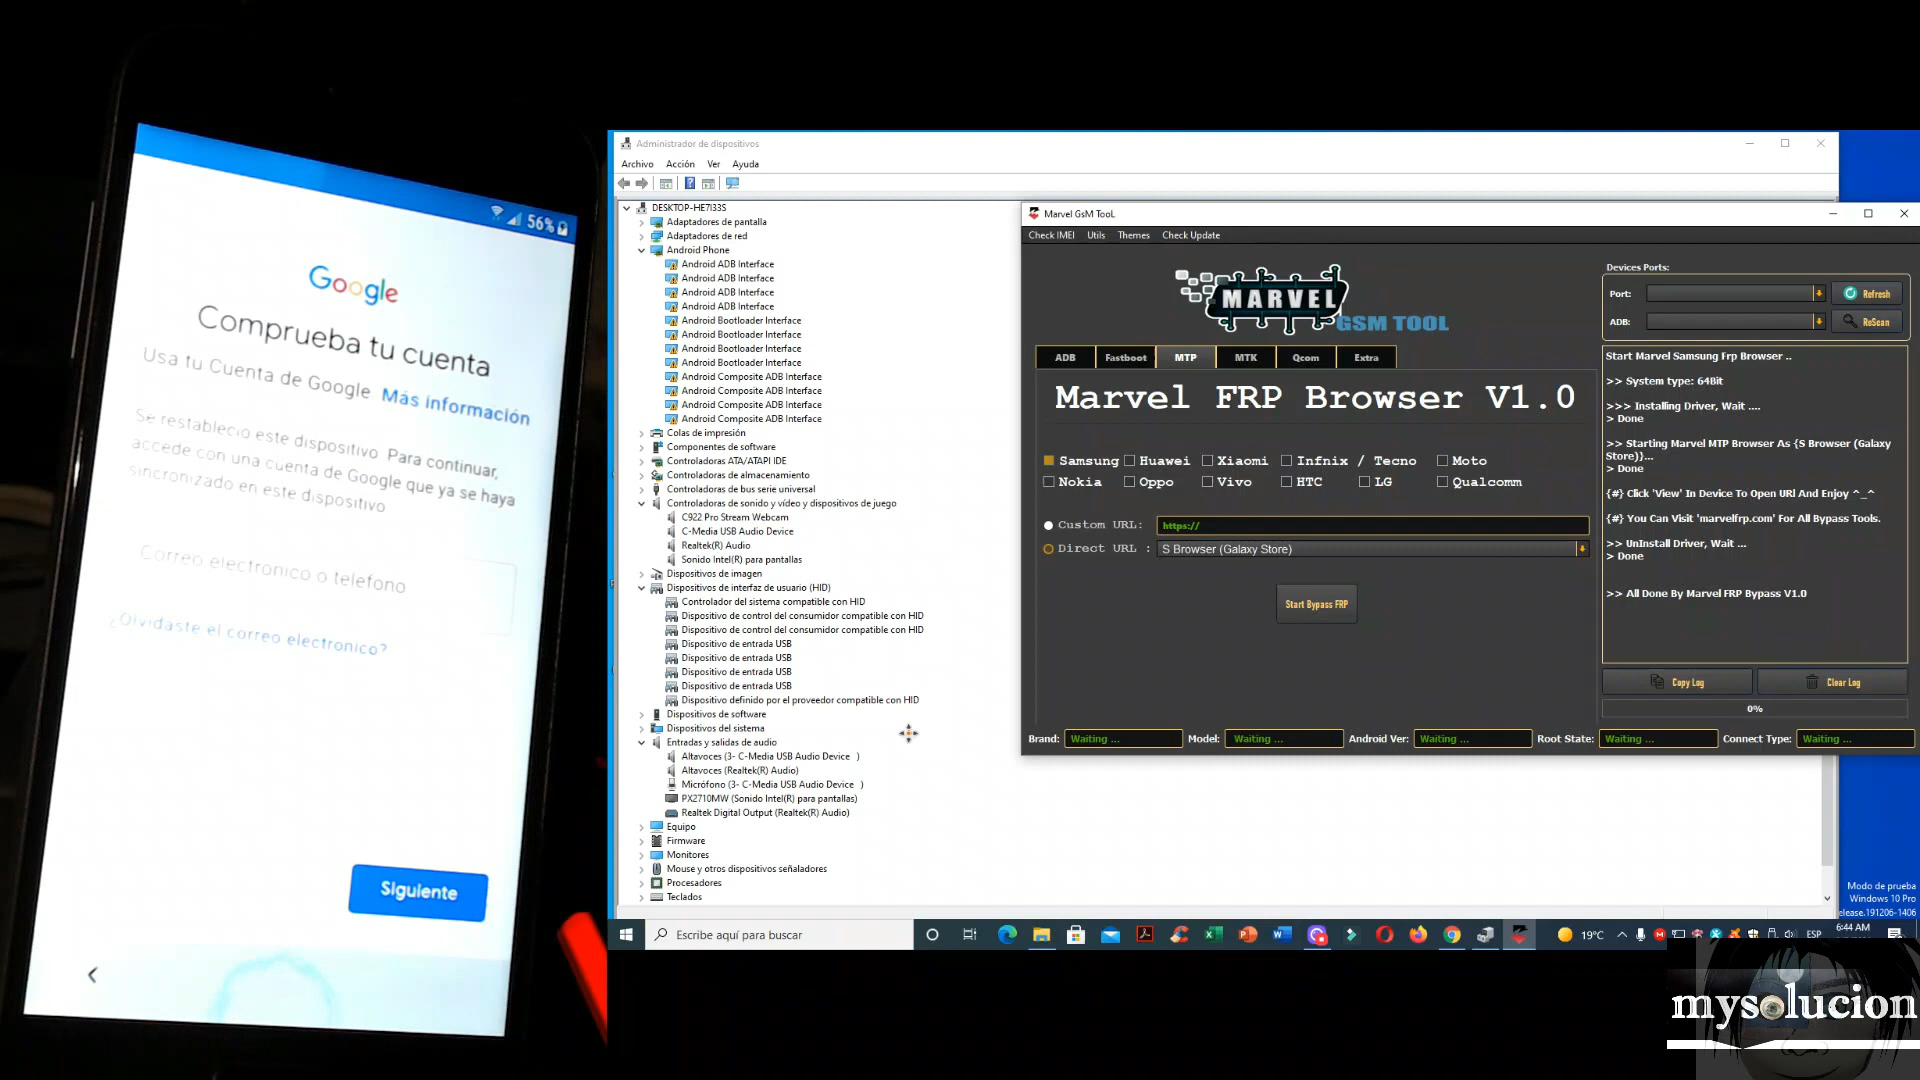 56%
Google
Comprueba tu cuenta
Usa tu Cuenta de Google Más información
Se restableció este dispositivo Para continuar,
accede con una cuenta de Google que ya se haya
sincronizado en este dispositivo
Correo electronico o telefono
¿Olvidaste el correo electronico?
Siguiente
Administrador de dispositivos
Archivo Acción Ver Ayuda
DESKTOP-HE7I33S
Adaptadores de pantalla
Adaptadores de red
Android Phone
Android ADB Interface
Android ADB Interface
Android ADB Interface
Android ADB Interface
Android Bootloader Interface
Android Bootloader Interface
Android Bootloader Interface
Android Bootloader Interface
Android Composite ADB Interface
Android Composite ADB Interface
Android Composite ADB Interface
Android Composite ADB Interface
Colas de impresión
Componentes de software
Controladoras ATA/ATAPI IDE
Controladoras de almacenamiento
Controladoras de bus serie universal
Controladoras de sonido y vídeo y dispositivos de juego
C922 Pro Stream Webcam
C-Media USB Audio Device
Realtek(R) Audio
Sonido Intel(R) para pantallas
Dispositivos de imagen
Dispositivos de interfaz de usuario (HID)
Controlador del sistema compatible con HID
Dispositivo de control del consumidor compatible con HID
Dispositivo de control del consumidor compatible con HID
Dispositivo de entrada USB
Dispositivo de entrada USB
Dispositivo de entrada USB
Dispositivo de entrada USB
Dispositivo definido por el proveedor compatible con HID
Dispositivos de software
Dispositivos del sistema
Entradas y salidas de audio
Altavoces (3- C-Media USB Audio Device )
Altavoces (Realtek(R) Audio)
Micrófono (3- C-Media USB Audio Device )
PX2710MW (Sonido Intel(R) para pantallas)
Realtek Digital Output (Realtek(R) Audio)
Equipo
Firmware
Monitores
Mouse y otros dispositivos señaladores
Procesadores
Teclados
Marvel GsM TooL
Check IMEI Utils Themes Check Update
MARVEL
GSM TOOL
ADB Fastboot MTP MTK Qcom Extra
Marvel FRP Browser V1.0
Samsung Huawei Xiaomi Infnix / Tecno Moto
Nokia Oppo Vivo HTC LG Qualcomm
Custom URL: https://
Direct URL : S Browser (Galaxy Store)
Start Bypass FRP
Devices Ports:
Port: Refresh
ADB: ReScan
Start Marvel Samsung Frp Browser ..
>> System type: 64Bit
>>> Installing Driver, Wait ....
> Done
>> Starting Marvel MTP Browser As {S Browser (Galaxy
Store)}...
> Done
{#} Click 'View' In Device To Open URl And Enjoy ^_^
{#} You Can Visit 'marvelfrp.com' For All Bypass Tools.
>> UnInstall Driver, Wait ...
> Done
>> All Done By Marvel FRP Bypass V1.0
Copy Log Clear Log
0%
Brand: Waiting ... Model: Waiting ... Android Ver: Waiting ... Root State: Waiting ... Connect Type: Waiting ...
Modo de prueba
Windows 10 Pro
elease.191206-1406
Escribe aquí para buscar
19°C
ESP
6:44 AM
mysolucion